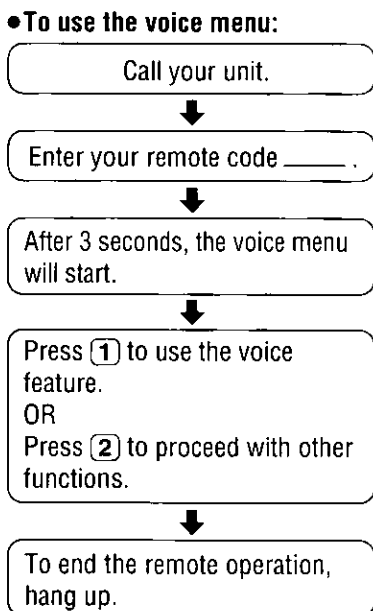 ●To use the voice menu:
Call your unit.
Enter your remote code _____ .
After 3 seconds, the voice menu
will start.
Press 1 to use the voice
feature.
OR
Press 2 to proceed with other
functions.
To end the remote operation,
hang up.